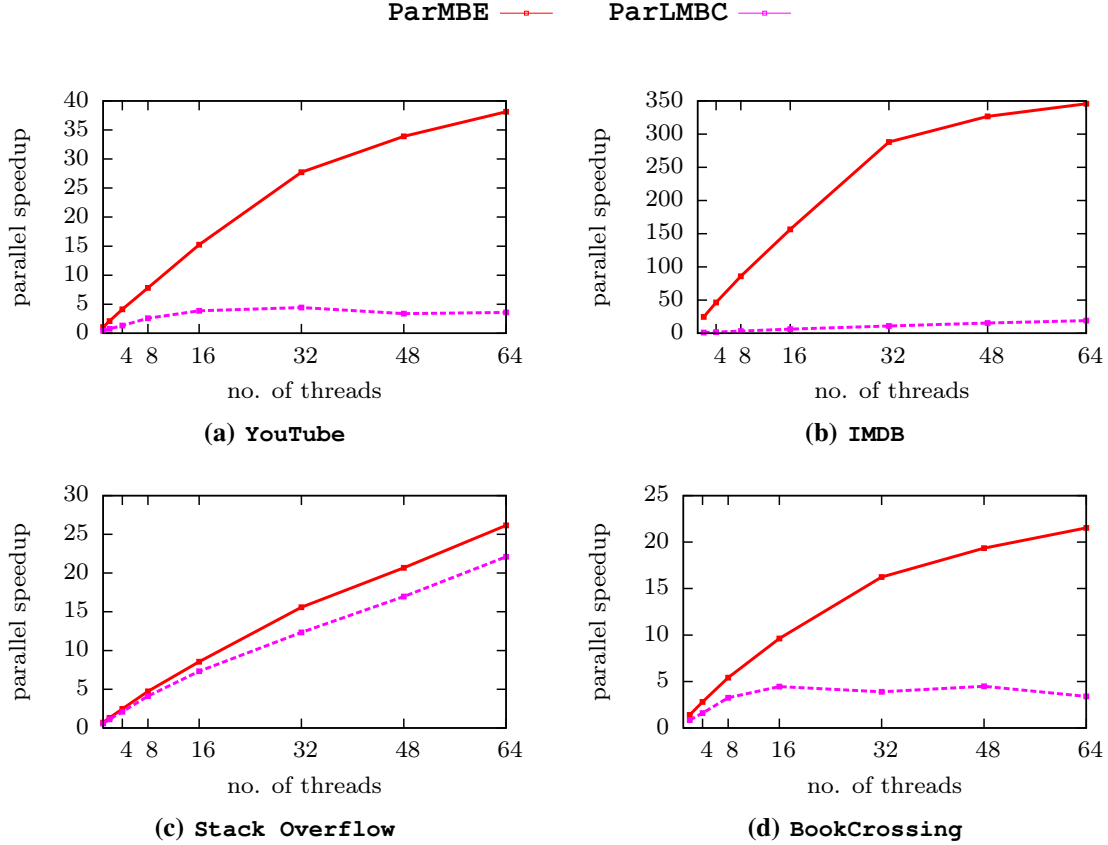 ParMBE ParLMBC
40
35
30
25
20
15
10
5
0
parallel speedup
4 8 16 32 48 64
no. of threads
(a) YouTube
350
300
250
200
150
100
50
0
parallel speedup
4 8 16 32 48 64
no. of threads
(b) IMDB
30
25
20
15
10
5
0
parallel speedup
4 8 16 32 48 64
no. of threads
(c) Stack Overflow
25
20
15
10
5
0
parallel speedup
4 8 16 32 48 64
no. of threads
(d) BookCrossing